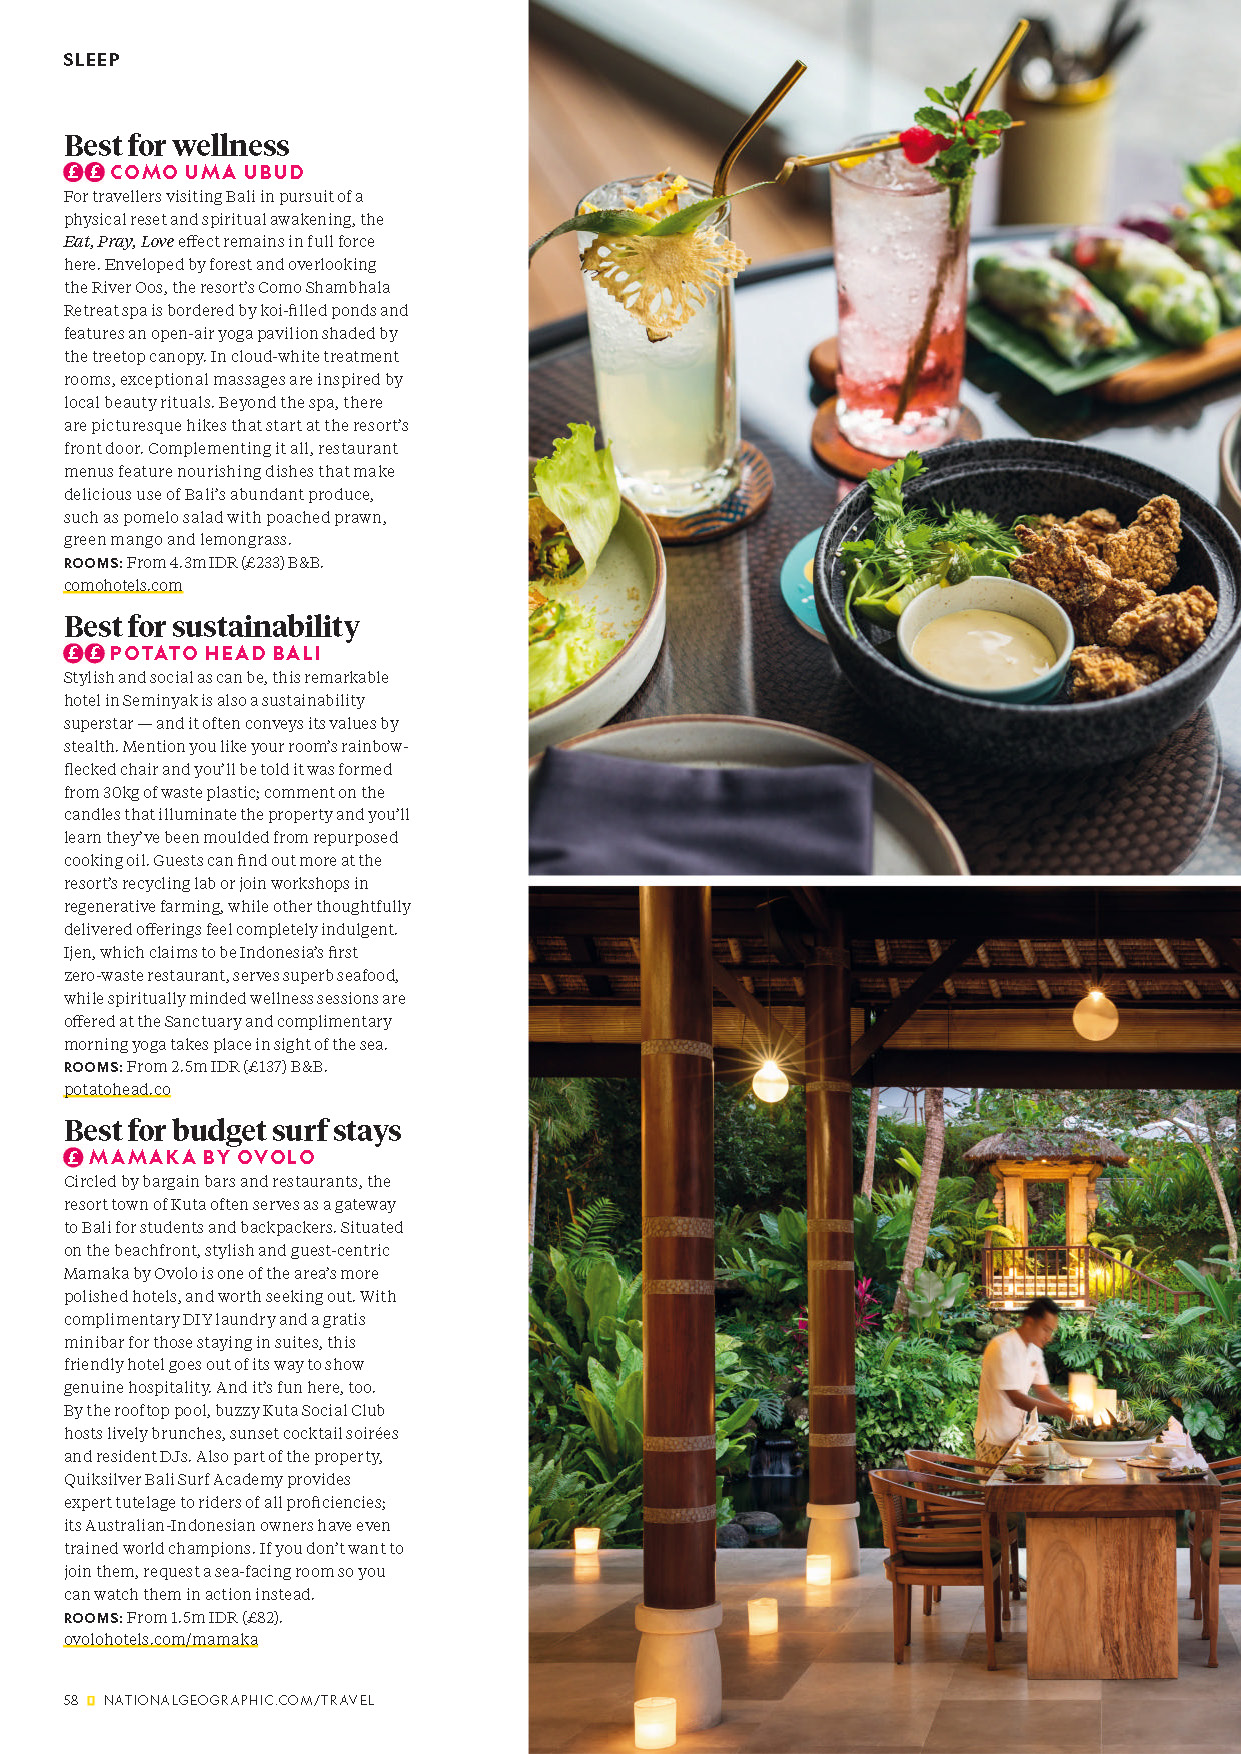 SLEEP
Best for wellness
££ COMO UMA UBUD
For travellers visiting Bali in pursuit of a
physical reset and spiritual awakening, the
Eat, Pray, Love effect remains in full force
here. Enveloped by forest and overlooking
the River Oos, the resort’s Como Shambhala
Retreat spa is bordered by koi-filled ponds and
features an open-air yoga pavilion shaded by
the treetop canopy. In cloud-white treatment
rooms, exceptional massages are inspired by
local beauty rituals. Beyond the spa, there
are picturesque hikes that start at the resort’s
front door. Complementing it all, restaurant
menus feature nourishing dishes that make
delicious use of Bali’s abundant produce,
such as pomelo salad with poached prawn,
green mango and lemongrass.
ROOMS: From 4.3m IDR (£233) B&B.
comohotels.com
Best for sustainability
££ POTATO HEAD BALI
Stylish and social as can be, this remarkable
hotel in Seminyak is also a sustainability
superstar — and it often conveys its values by
stealth. Mention you like your room’s rainbow-
flecked chair and you’ll be told it was formed
from 30kg of waste plastic; comment on the
candles that illuminate the property and you’ll
learn they’ve been moulded from repurposed
cooking oil. Guests can find out more at the
resort’s recycling lab or join workshops in
regenerative farming, while other thoughtfully
delivered offerings feel completely indulgent.
Ijen, which claims to be Indonesia’s first
zero-waste restaurant, serves superb seafood,
while spiritually minded wellness sessions are
offered at the Sanctuary and complimentary
morning yoga takes place in sight of the sea.
ROOMS: From 2.5m IDR (£137) B&B.
potatohead.co
Best for budget surf stays
£ MAMAKA BY OVOLO
Circled by bargain bars and restaurants, the
resort town of Kuta often serves as a gateway
to Bali for students and backpackers. Situated
on the beachfront, stylish and guest-centric
Mamaka by Ovolo is one of the area’s more
polished hotels, and worth seeking out. With
complimentary DIY laundry and a gratis
minibar for those staying in suites, this
friendly hotel goes out of its way to show
genuine hospitality. And it’s fun here, too.
By the rooftop pool, buzzy Kuta Social Club
hosts lively brunches, sunset cocktail soirées
and resident DJs. Also part of the property,
Quiksilver Bali Surf Academy provides
expert tutelage to riders of all proficiencies;
its Australian-Indonesian owners have even
trained world champions. If you don’t want to
join them, request a sea-facing room so you
can watch them in action instead.
ROOMS: From 1.5m IDR (£82).
ovolohotels.com/mamaka
58 NATIONALGEOGRAPHIC.COM/TRAVEL